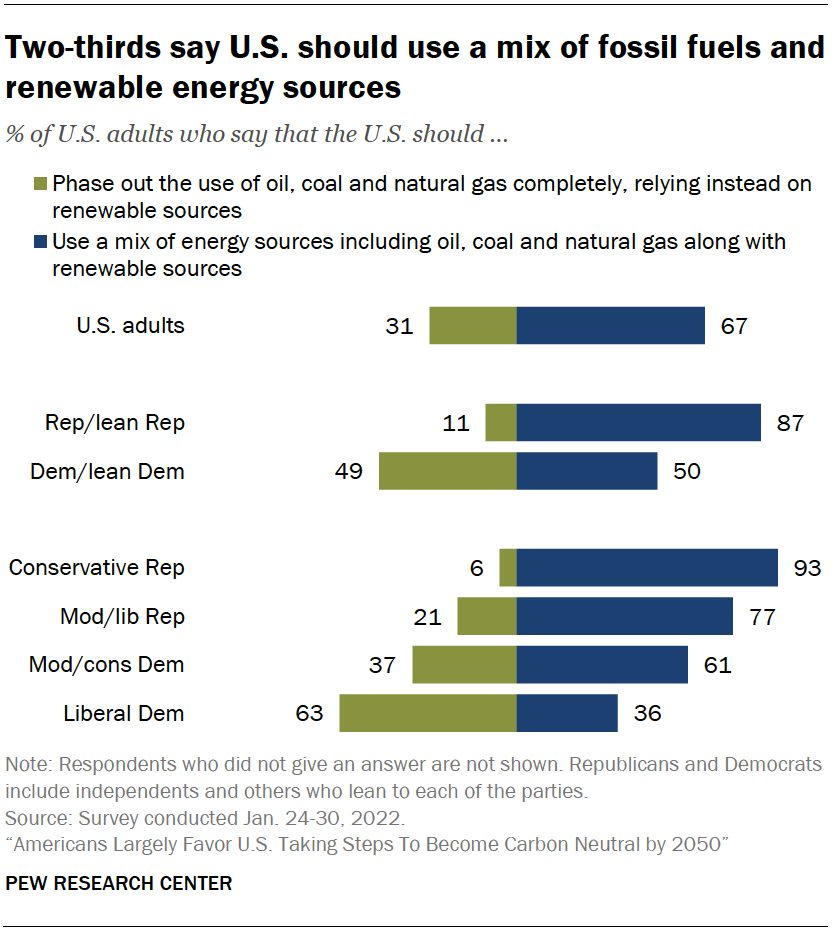 Two-thirds say U.S. should use a mix of fossil fuels and
renewable energy sources
% of U.S. adults who say that the U.S. should ...
Phase out the use of oil, coal and natural gas completely, relying instead on
renewable sources
Use a mix of energy sources including oil, coal and natural gas along with
renewable sources
U.S. adults 31 67
Rep/lean Rep 11 87
Dem/lean Dem 49 50
Conservative Rep 6 93
Mod/lib Rep 21 77
Mod/cons Dem 37 61
Liberal Dem 63 36
Note: Respondents who did not give an answer are not shown. Republicans and Democrats
include independents and others who lean to each of the parties.
Source: Survey conducted Jan. 24-30, 2022.
“Americans Largely Favor U.S. Taking Steps To Become Carbon Neutral by 2050”
PEW RESEARCH CENTER